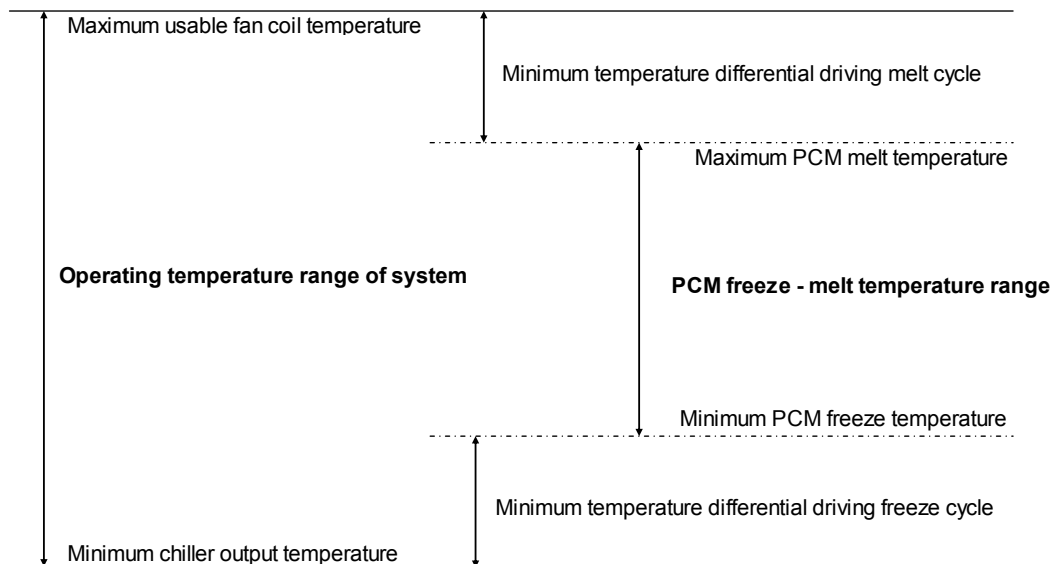 Maximum usable fan coil temperature
Minimum temperature differential driving melt cycle
Maximum PCM melt temperature
Operating temperature range of system
PCM freeze - melt temperature range
Minimum PCM freeze temperature
Minimum temperature differential driving freeze cycle
Minimum chiller output temperature